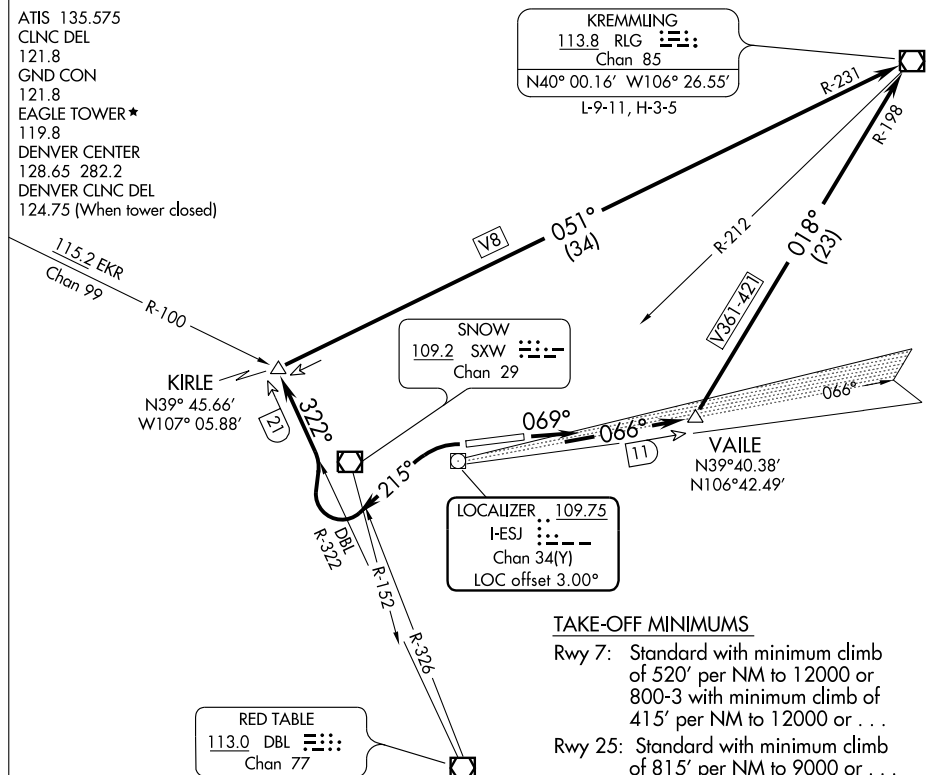 ATIS 135.575
CLNC DEL
121.8
GND CON
121.8
EAGLE TOWER★
119.8
DENVER CENTER
128.65 282.2
DENVER CLNC DEL
124.75 (When tower closed)
KREMMLING
113.8 RLG
Chan 85
N40° 00.16′ W106° 26.55′
L-9-11, H-3-5
R-231
R-198
R-212
051°
(34)
V8
018°
(23)
V361-421
115.2 EKR
Chan 99
R-100
KIRLE
N39° 45.66′
W107° 05.88′
21
322°
SNOW
109.2 SXW
Chan 29
069°
066°
066°
11
VAILE
N39°40.38′
N106°42.49′
215°
LOCALIZER 109.75
I-ESJ
Chan 34(Y)
LOC offset 3.00°
DBL
R-322
R-152
R-326
RED TABLE
113.0 DBL
Chan 77
TAKE-OFF MINIMUMS
Rwy 7: Standard with minimum climb
of 520′ per NM to 12000 or
800-3 with minimum climb of
415′ per NM to 12000 or . . .
Rwy 25: Standard with minimum climb
of 815′ per NM to 9000 or . . .